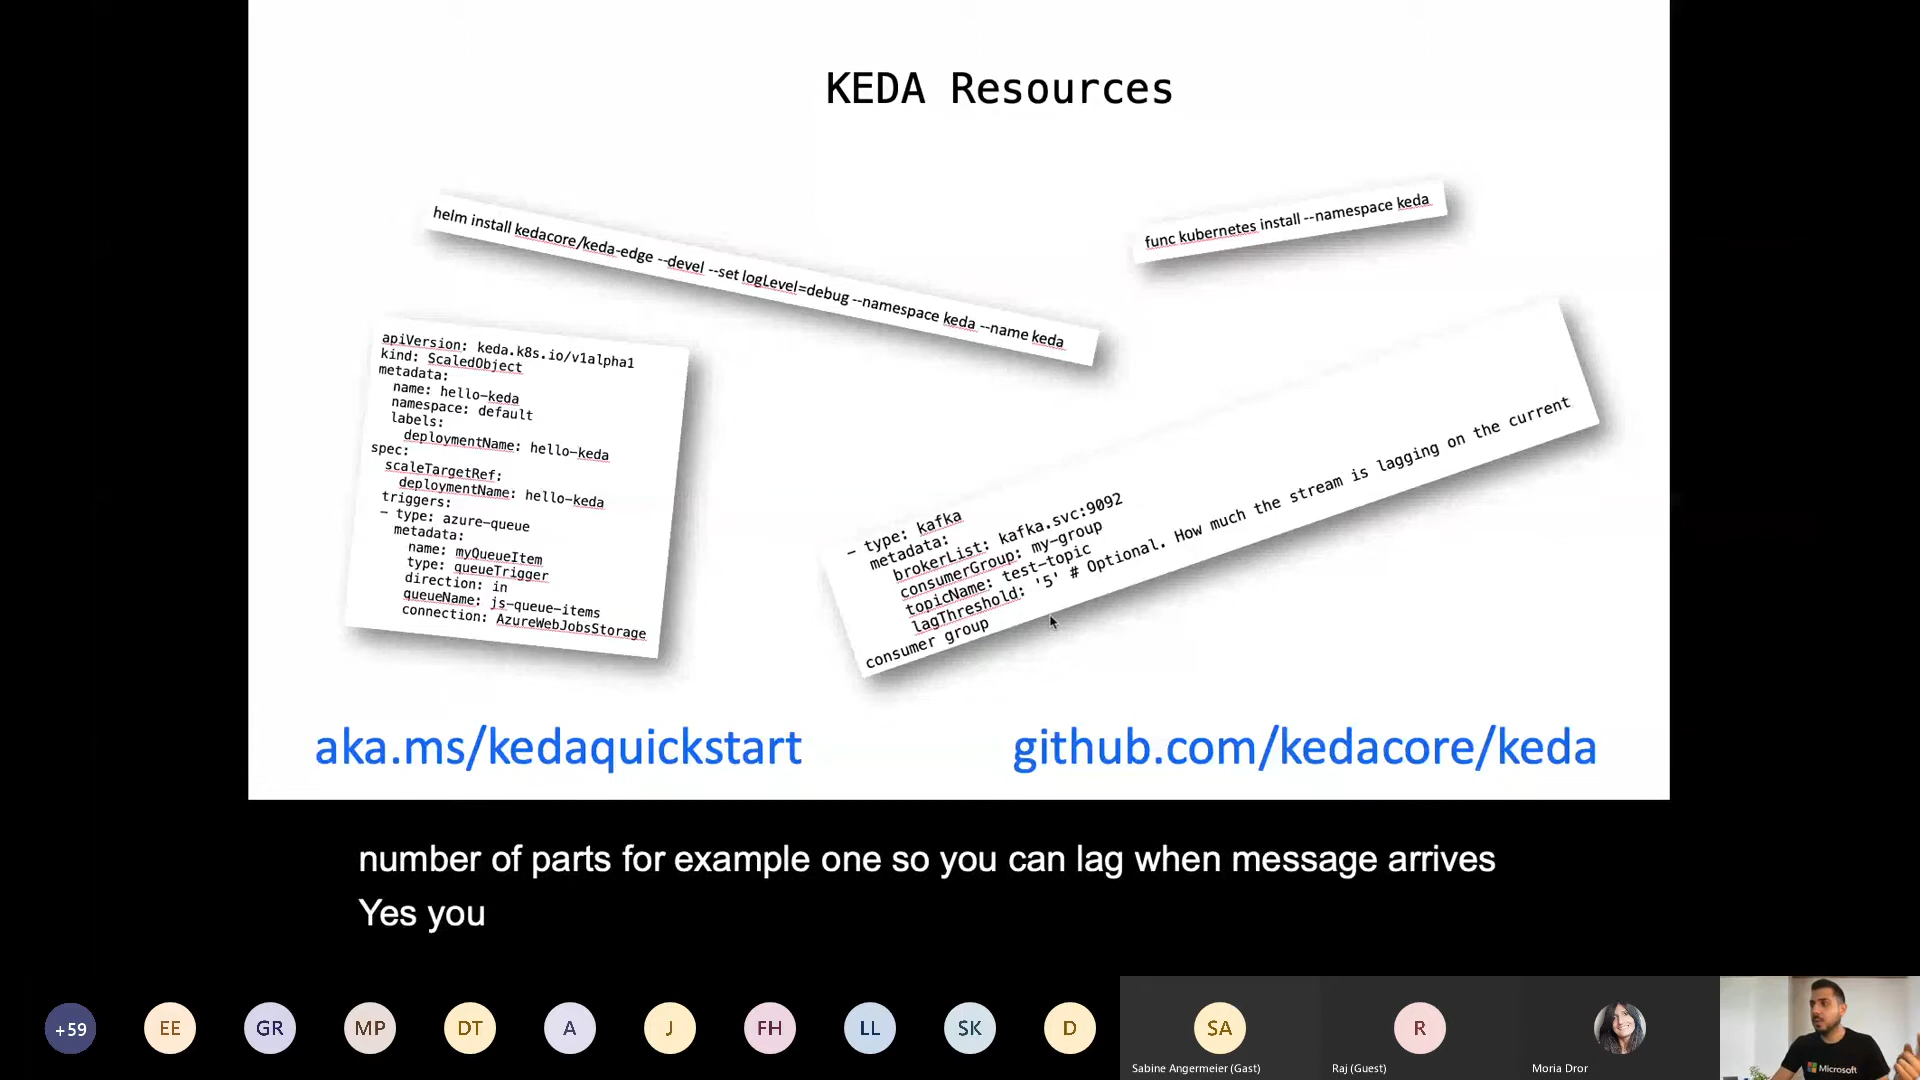 KEDA Resources
helm install kedacore/keda-edge --devel --set logLevel=debug --namespace keda --name keda
func kubernetes install --namespace keda
apiVersion: keda.k8s.io/v1alpha1
kind: ScaledObject
metadata:
name: hello-keda
namespace: default
labels:
deploymentName: hello-keda
spec:
scaleTargetRef:
deploymentName: hello-keda
triggers:
- type: azure-queue
metadata:
name: myQueueItem
type: queueTrigger
direction: in
queueName: js-queue-items
connection: AzureWebJobsStorage
- type: kafka
metadata:
brokerList: kafka.svc:9092
consumerGroup: my-group
topicName: test-topic
lagThreshold: '5' # Optional. How much the stream is lagging on the current
consumer group
aka.ms/kedaquickstart
github.com/kedacore/keda
number of parts for example one so you can lag when message arrives
Yes you
+59
EE
GR
MP
DT
A
J
FH
LL
SK
D
SA
R
Sabine Angermeier (Gast)
Raj (Guest)
Moria Dror
Microsoft